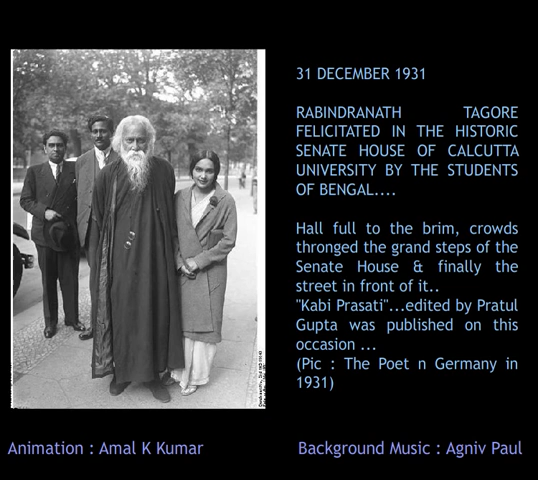 31 DECEMBER 1931
RABINDRANATH TAGORE
FELICITATED IN THE HISTORIC
SENATE HOUSE OF CALCUTTA
UNIVERSITY BY THE STUDENTS
OF BENGAL....
Hall full to the brim, crowds
thronged the grand steps of the
Senate House & finally the
street in front of it..
"Kabi Prasati"...edited by Pratul
Gupta was published on this
occasion ...
(Pic : The Poet n Germany in
1931)
Animation : Amal K Kumar
Background Music : Agniv Paul